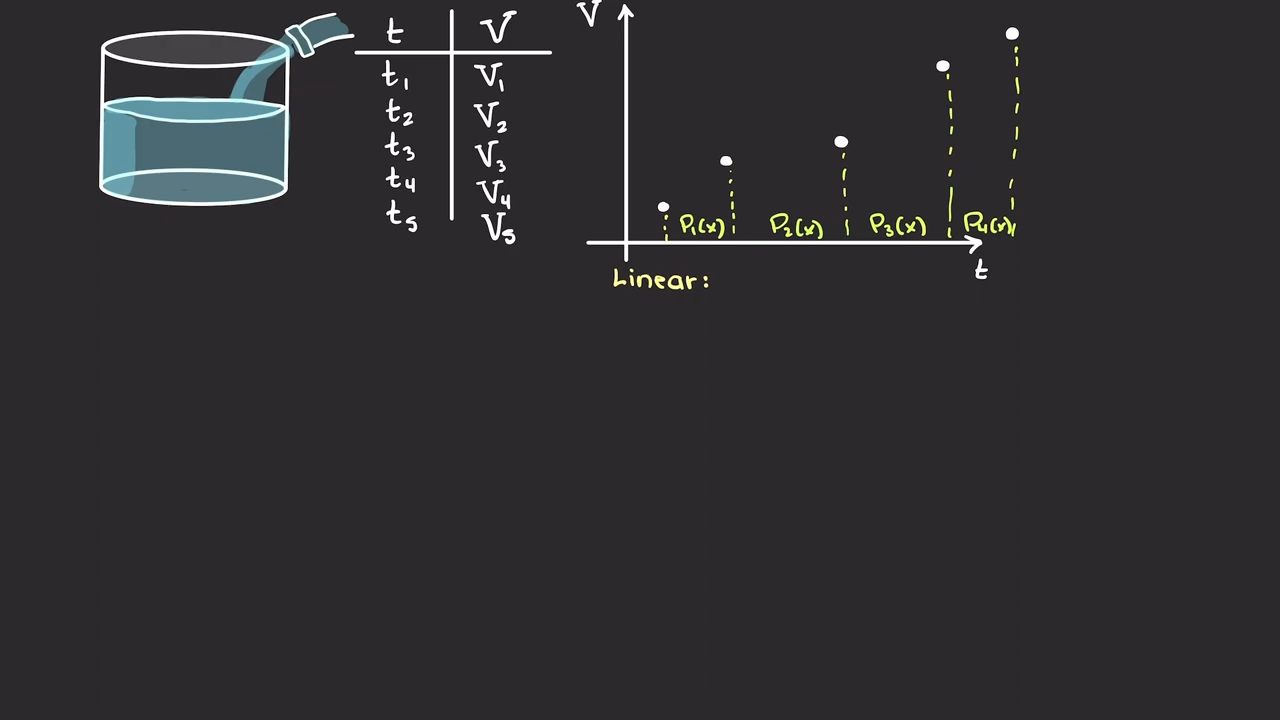 t V
t₁ V₁
t₂ V₂
t₃ V₃
t₄ V₄
t₅ V₅
V
P₁(x) P₂(x) P₃(x) P₄(x)
t
Linear: